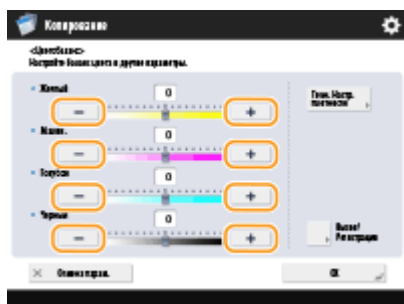 Копирование
<Цветобаланс>
Настройте баланс цвета и другие параметры.
Желтый
0
− +
Тонк. Настр.
плотности
Мадж.
0
− +
Голубой
0
− +
Черный
0
− +
Вызов/
Регистрация
Отмена парам.
OK